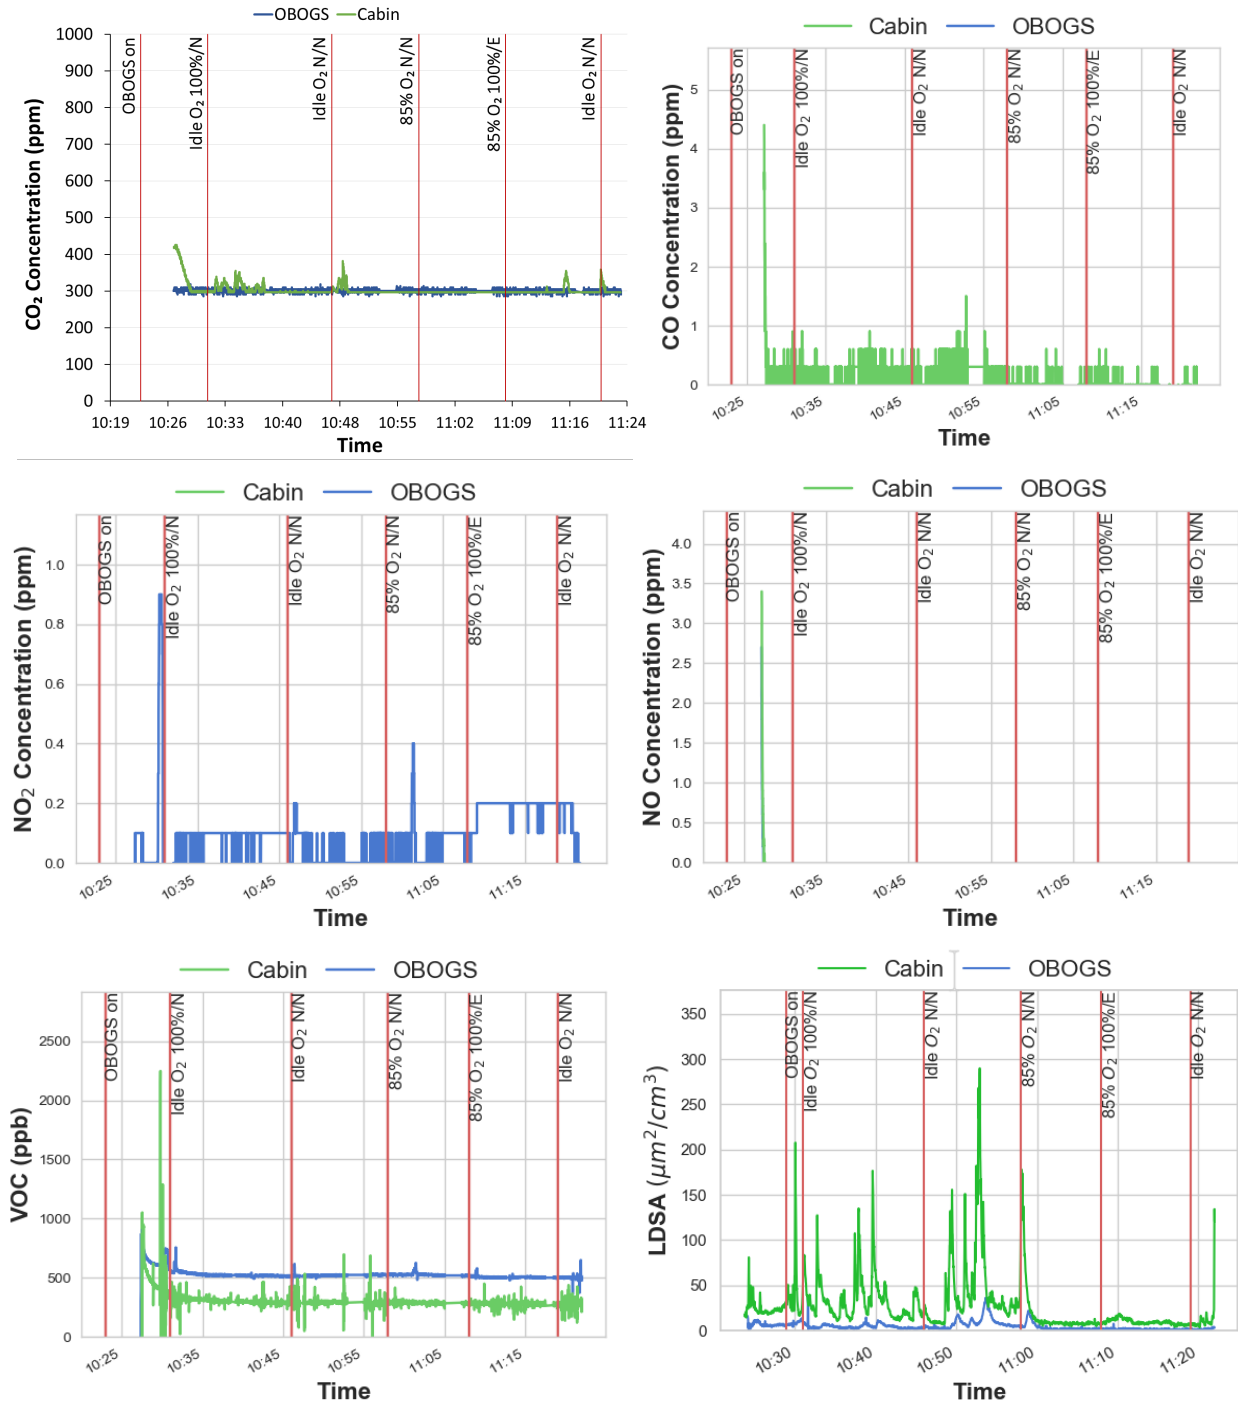 OBOGS Cabin
1000
900
800
700
600
500
400
300
200
100
0
CO₂ Concentration (ppm)
OBOGS on
Idle O₂ 100%/N
Idle O₂ N/N
85% O₂ N/N
85% O₂ 100%/E
Idle O₂ N/N
10:19 10:26 10:33 10:40 10:48 10:55 11:02 11:09 11:16 11:24
Time
Cabin OBOGS
5
4
3
2
1
0
CO Concentration (ppm)
OBOGS on
Idle O₂ 100%/N
Idle O₂ N/N
85% O₂ N/N
85% O₂ 100%/E
Idle O₂ N/N
10:25 10:35 10:45 10:55 11:05 11:15
Time
Cabin OBOGS
1.0
0.8
0.6
0.4
0.2
0.0
NO₂ Concentration (ppm)
OBOGS on
Idle O₂ 100%/N
Idle O₂ N/N
85% O₂ N/N
85% O₂ 100%/E
Idle O₂ N/N
10:25 10:35 10:45 10:55 11:05 11:15
Time
Cabin OBOGS
4.0
3.5
3.0
2.5
2.0
1.5
1.0
0.5
0.0
NO Concentration (ppm)
OBOGS on
Idle O₂ 100%/N
Idle O₂ N/N
85% O₂ N/N
85% O₂ 100%/E
Idle O₂ N/N
10:25 10:35 10:45 10:55 11:05 11:15
Time
Cabin OBOGS
2500
2000
1500
1000
500
0
VOC (ppb)
OBOGS on
Idle O₂ 100%/N
Idle O₂ N/N
85% O₂ N/N
85% O₂ 100%/E
Idle O₂ N/N
10:25 10:35 10:45 10:55 11:05 11:15
Time
Cabin OBOGS
350
300
250
200
150
100
50
0
LDSA (μm²/cm³)
OBOGS on
Idle O₂ 100%/N
Idle O₂ N/N
85% O₂ N/N
85% O₂ 100%/E
Idle O₂ N/N
10:30 10:40 10:50 11:00 11:10 11:20
Time